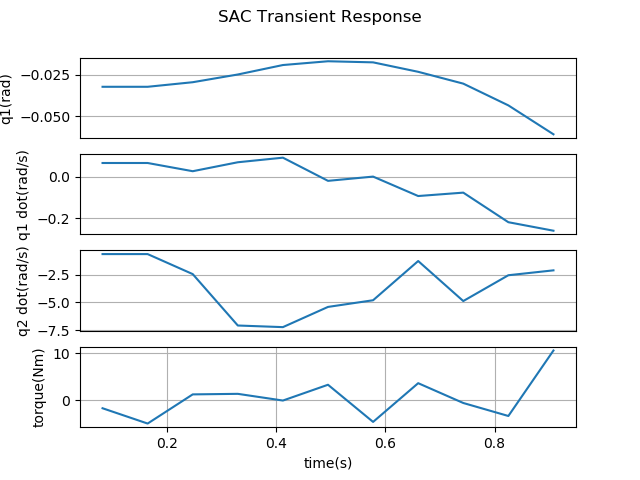 SAC Transient Response
q1(rad)
−0.025
−0.050
q1 dot(rad/s)
0.0
−0.2
q2 dot(rad/s)
−2.5
−5.0
−7.5
torque(Nm)
10
0
0.2 0.4 0.6 0.8
time(s)